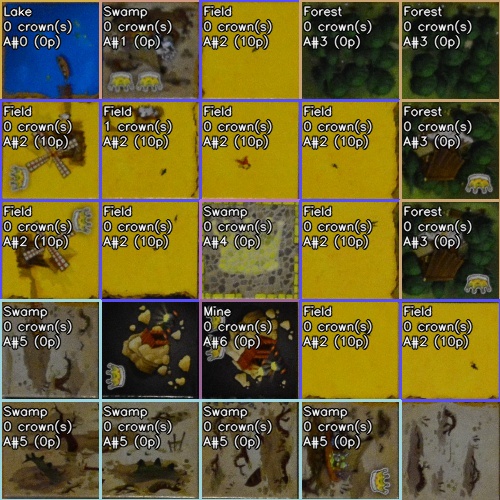 Lake
0 crown(s)
A#0 (0p)
Swamp
0 crown(s)
A#1 (0p)
Field
0 crown(s)
A#2 (10p)
Forest
0 crown(s)
A#3 (0p)
Forest
0 crown(s)
A#3 (0p)
Field
0 crown(s)
A#2 (10p)
Field
1 crown(s)
A#2 (10p)
Field
0 crown(s)
A#2 (10p)
Field
0 crown(s)
A#2 (10p)
Forest
0 crown(s)
A#3 (0p)
Field
0 crown(s)
A#2 (10p)
Field
0 crown(s)
A#2 (10p)
Swamp
0 crown(s)
A#4 (0p)
Field
0 crown(s)
A#2 (10p)
Forest
0 crown(s)
A#3 (0p)
Swamp
0 crown(s)
A#5 (0p)
Mine
0 crown(s)
A#6 (0p)
Field
0 crown(s)
A#2 (10p)
Field
0 crown(s)
A#2 (10p)
Swamp
0 crown(s)
A#5 (0p)
Swamp
0 crown(s)
A#5 (0p)
Swamp
0 crown(s)
A#5 (0p)
Swamp
0 crown(s)
A#5 (0p)